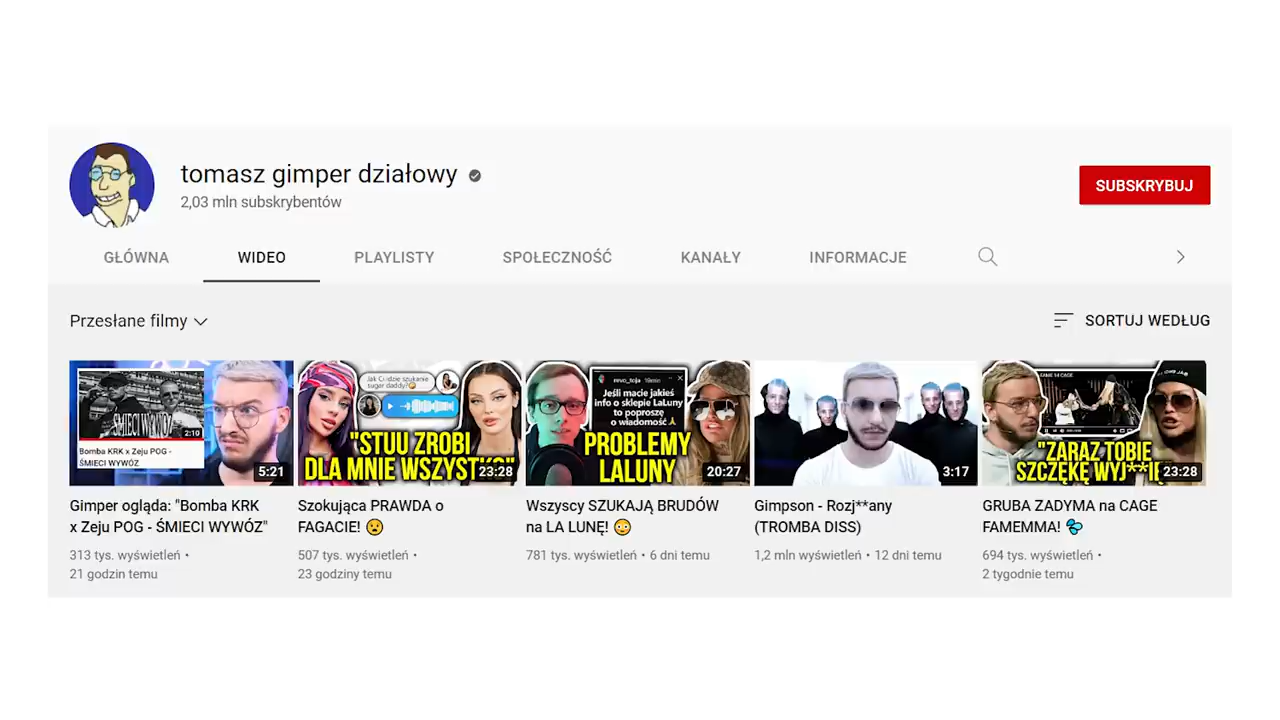 tomasz gimper działowy
2,03 mln subskrybentów
SUBSKRYBUJ
GŁÓWNA
WIDEO
PLAYLISTY
SPOŁECZNOŚĆ
KANAŁY
INFORMACJE
Przesłane filmy
SORTUJ WEDŁUG
ŚMIECI WYWÓZ
2:10
Bomba KRK x Zeju POG -
ŚMIECI WYWÓZ
5:21
Gimper ogląda: "Bomba KRK
x Zeju POG - ŚMIECI WYWÓZ"
313 tys. wyświetleń •
21 godzin temu
sugar daddy?
"STUU ZROBI
DLA MNIE WSZYSTKO"
23:28
Szokująca PRAWDA o
FAGACIE! 😧
507 tys. wyświetleń •
23 godziny temu
revo_toja 19min
Jeśli macie jakieś
info o sklepie LaLuny
to poproszę
o wiadomość🙏
PROBLEMY
LALUNY
20:27
Wszyscy SZUKAJĄ BRUDÓW
na LA LUNĘ! 😳
781 tys. wyświetleń • 6 dni temu
3:17
Gimpson - Rozj**any
(TROMBA DISS)
1,2 mln wyświetleń • 12 dni temu
"ZARAZ TOBIE
SZCZĘKĘ WYJ**IĘ
23:28
GRUBA ZADYMA na CAGE
FAMEMMA! 💦
694 tys. wyświetleń •
2 tygodnie temu